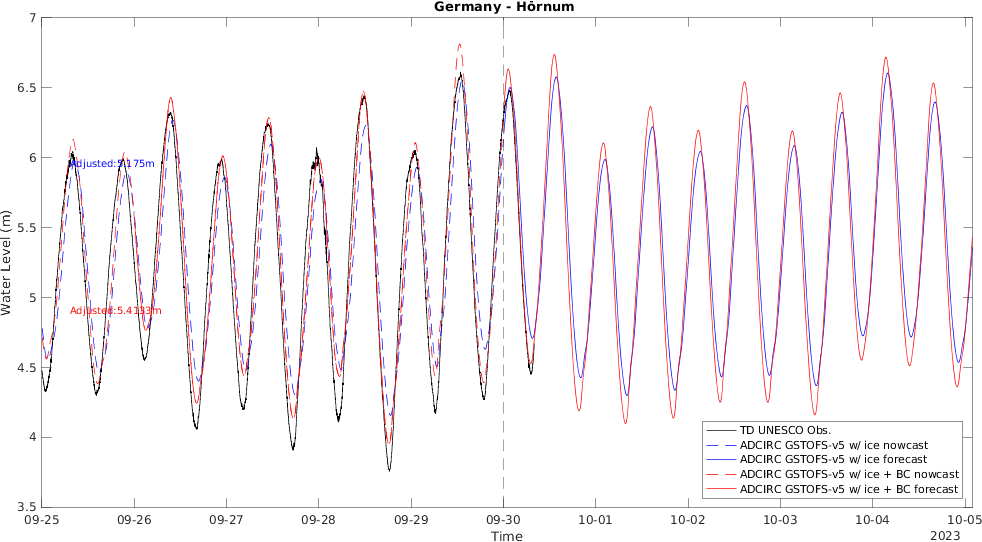 Germany - Hörnum
7
6.5
6
5.5
5
4.5
4
3.5
Water Level (m)
Adjusted:5.175m
Adjusted:5.4133m
TD UNESCO Obs.
ADCIRC GSTOFS-v5 w/ ice nowcast
ADCIRC GSTOFS-v5 w/ ice forecast
ADCIRC GSTOFS-v5 w/ ice + BC nowcast
ADCIRC GSTOFS-v5 w/ ice + BC forecast
09-25 09-26 09-27 09-28 09-29 09-30 10-01 10-02 10-03 10-04 10-05
Time
2023